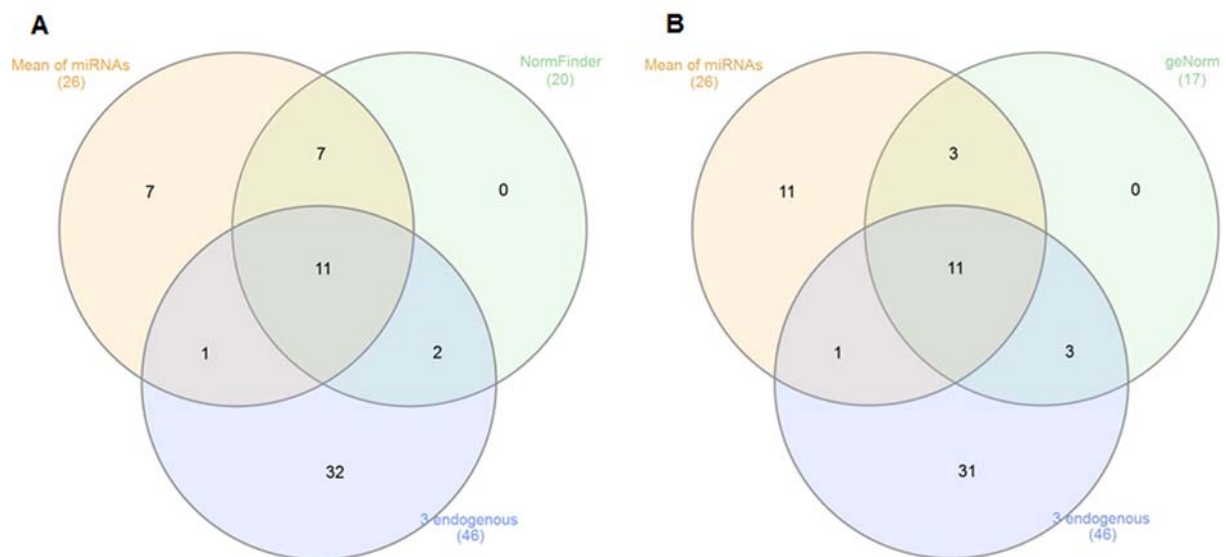 A
Mean of miRNAs
(26)
NormFinder
(20)
7
7
0
11
1
2
32
3 endogenous
(46)
B
Mean of miRNAs
(26)
geNorm
(17)
3
11
0
11
1
3
31
3 endogenous
(46)